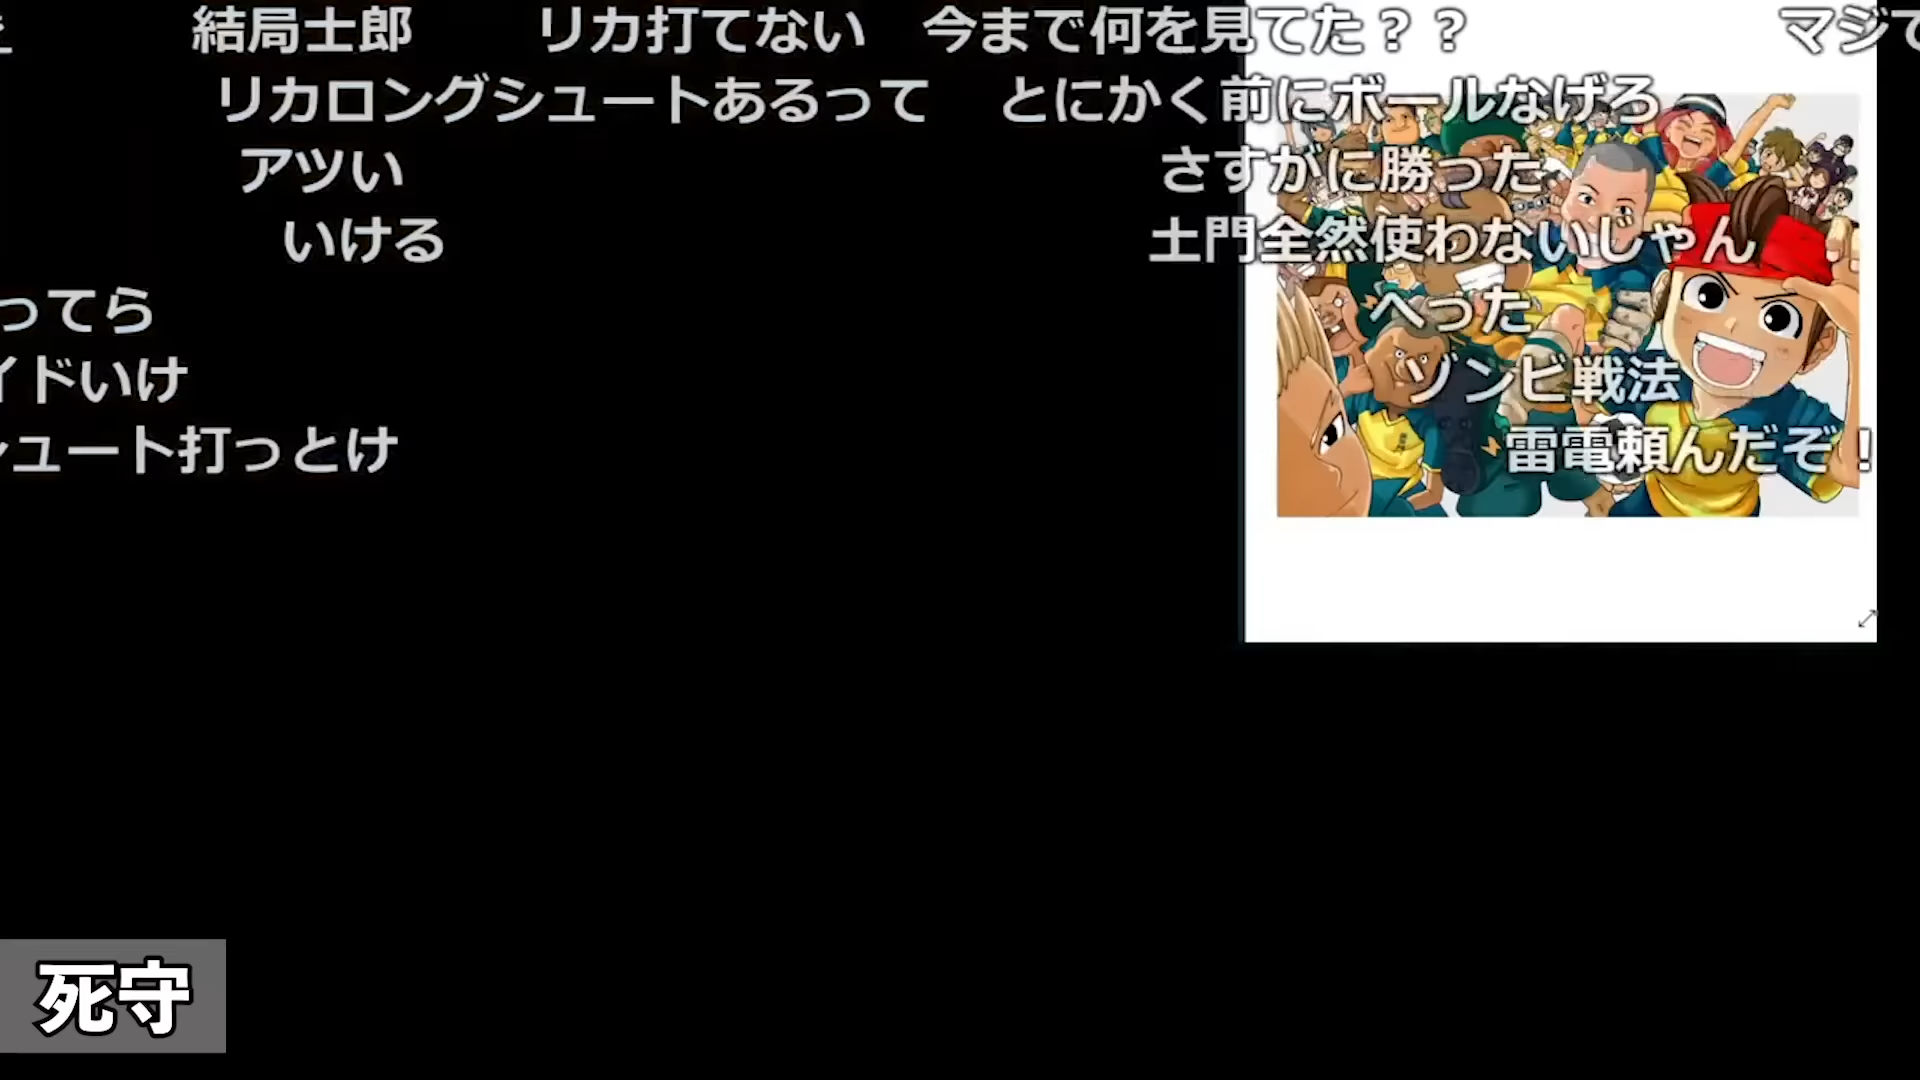 結局士郎 リカ打てない 今まで何を見てた？？ マジで
リカロングシュートあるって とにかく前にボールなげろ
アツい さすかに勝った
いける 土門全然使わないじゃん
ってら へった
イドいけ ゾンビ戦法
シュート打っとけ 雷電頼んだぞ！
死守